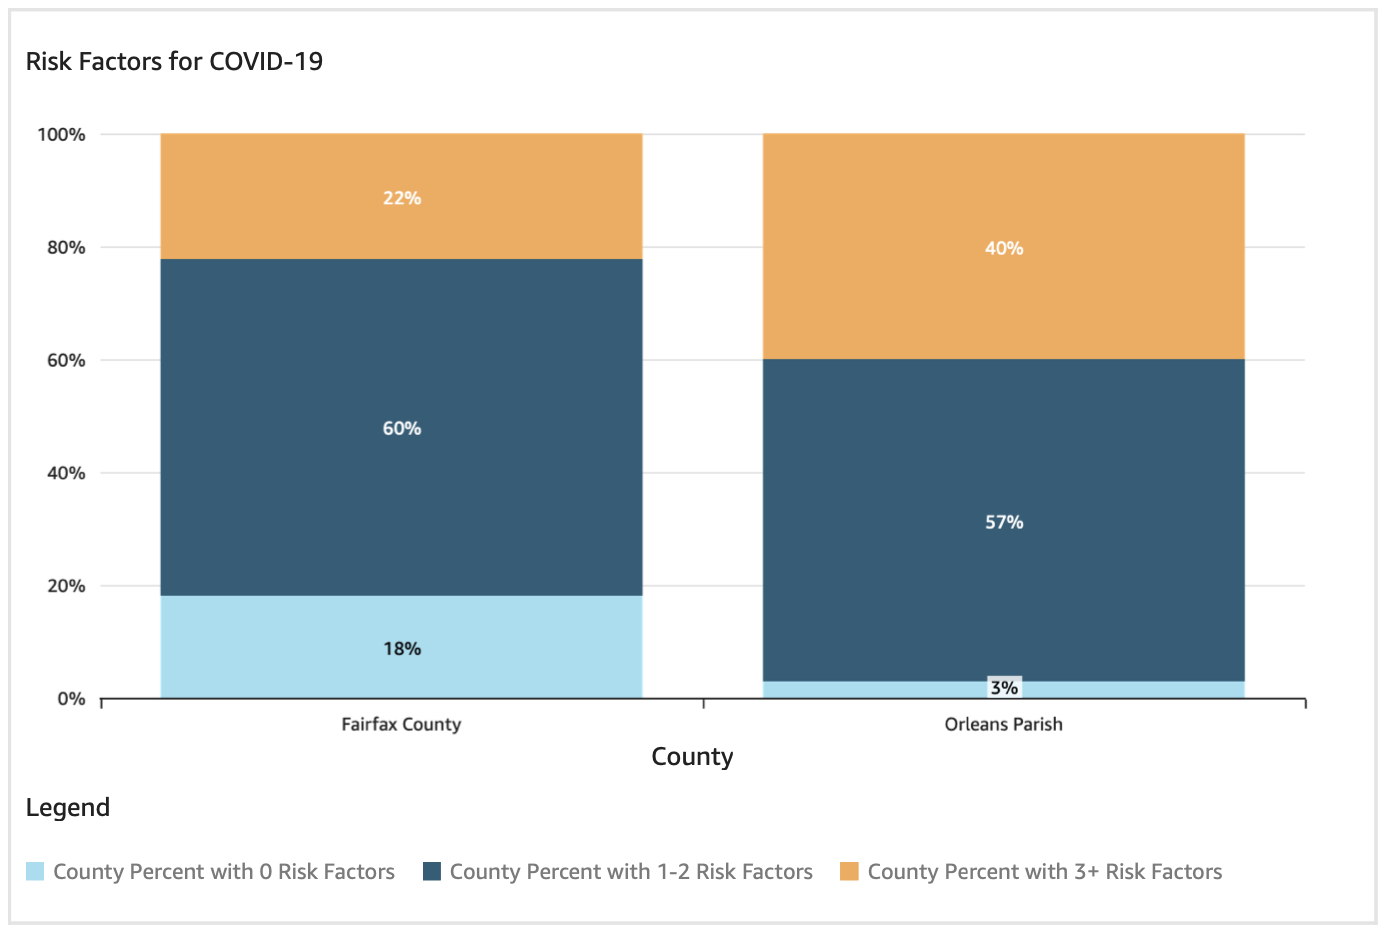 Risk Factors for COVID-19
100%
80%
60%
40%
20%
0%
22%
60%
18%
40%
57%
3%
Fairfax County
Orleans Parish
County
Legend
County Percent with 0 Risk Factors
County Percent with 1-2 Risk Factors
County Percent with 3+ Risk Factors